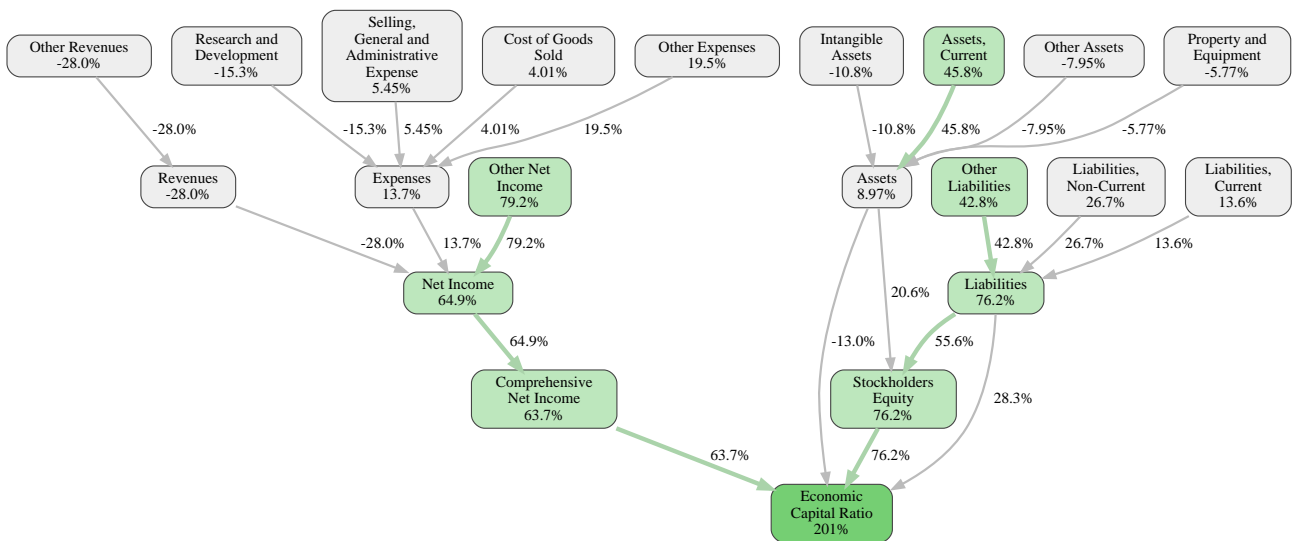 Other Revenues
-28.0%
Research and
Development
-15.3%
Selling,
General and
Administrative
Expense
5.45%
Cost of Goods
Sold
4.01%
Other Expenses
19.5%
Intangible
Assets
-10.8%
Assets,
Current
45.8%
Other Assets
-7.95%
Property and
Equipment
-5.77%
-28.0%
-15.3%
5.45%
4.01%
19.5%
-10.8%
45.8%
-7.95%
-5.77%
Revenues
-28.0%
Expenses
13.7%
Other Net
Income
79.2%
Assets
8.97%
Other
Liabilities
42.8%
Liabilities,
Non-Current
26.7%
Liabilities,
Current
13.6%
-28.0%
13.7%
79.2%
42.8%
26.7%
13.6%
Net Income
64.9%
20.6%
Liabilities
76.2%
64.9%
-13.0%
55.6%
Comprehensive
Net Income
63.7%
Stockholders
Equity
76.2%
28.3%
63.7%
76.2%
Economic
Capital Ratio
201%